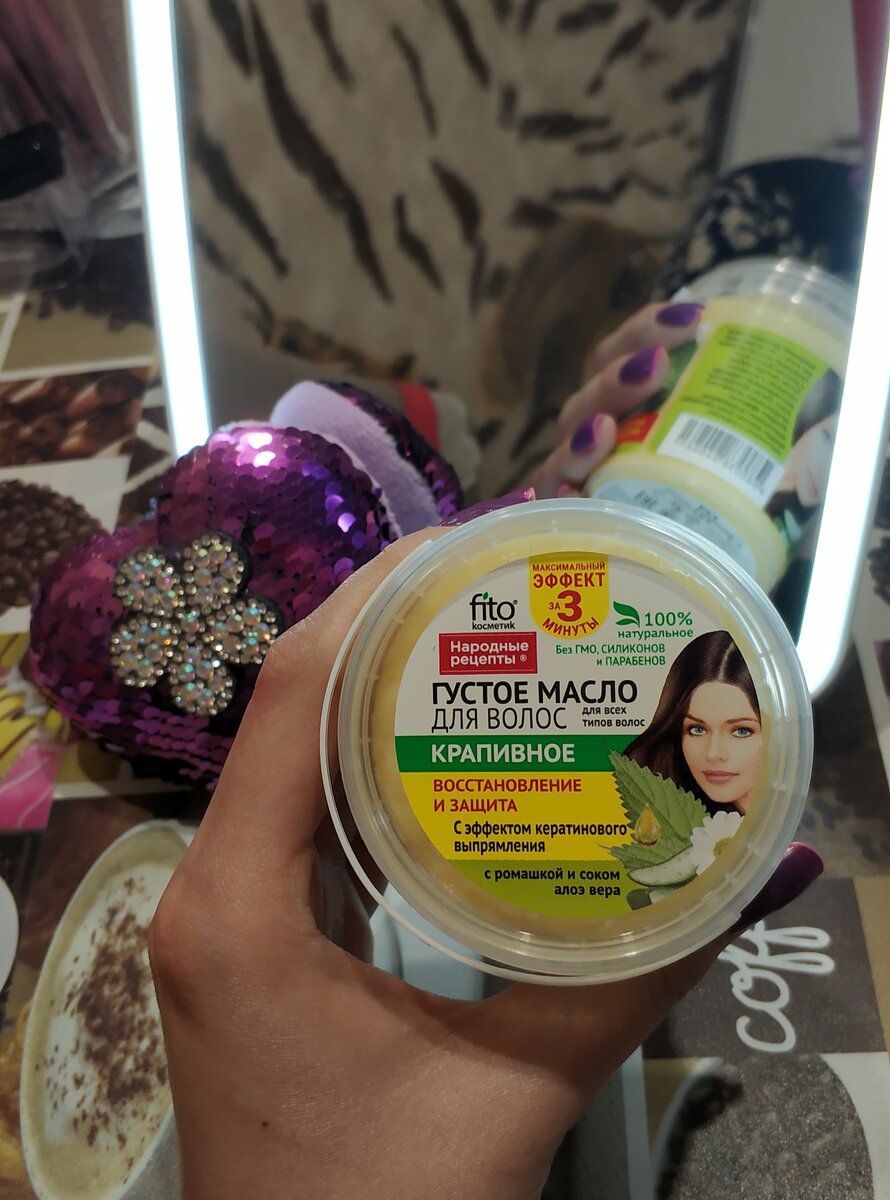 МАКСИМАЛЬНЫЙ
ЭФФЕКТ
ЗА 3
МИНУТЫ
fito®
косметик
Народные
рецепты®
100%
натуральное
Без ГМО, СИЛИКОНОВ
и ПАРАБЕНОВ
ГУСТОЕ МАСЛО
ДЛЯ ВОЛОС
для всех
типов волос
КРАПИВНОЕ
ВОССТАНОВЛЕНИЕ
И ЗАЩИТА
С эффектом кератинового
выпрямления
с ромашкой и соком
алоэ вера
coff